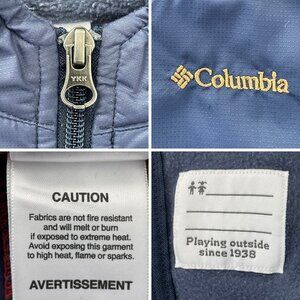 YKK
Columbia
CAUTION
Fabrics are not fire resistant
and will melt or burn
if exposed to extreme heat.
Avoid exposing this garment
to high heat, flame or sparks.
AVERTISSEMENT
Playing outside
since 1938